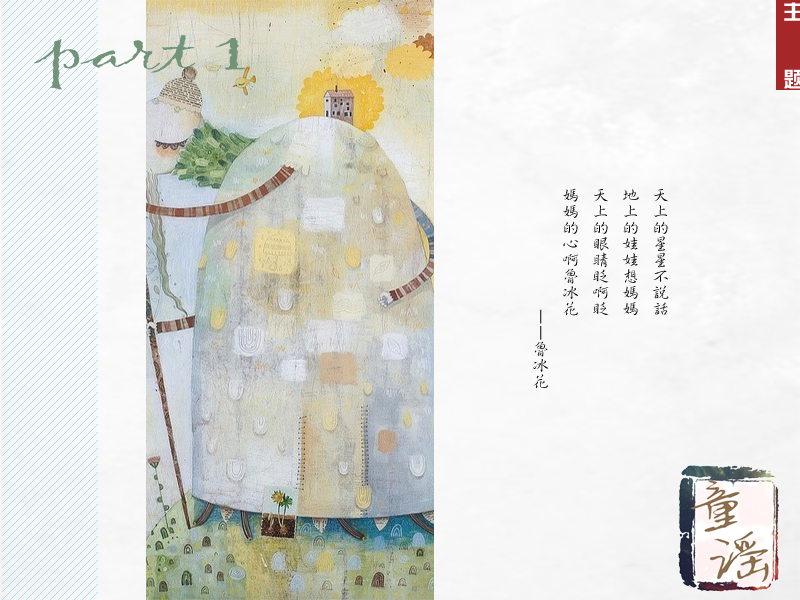 part 1
主
题
天上的星星不說話
地上的娃娃想媽媽
天上的眼睛眨啊眨
媽媽的心啊魯冰花
——魯冰花
童
谣